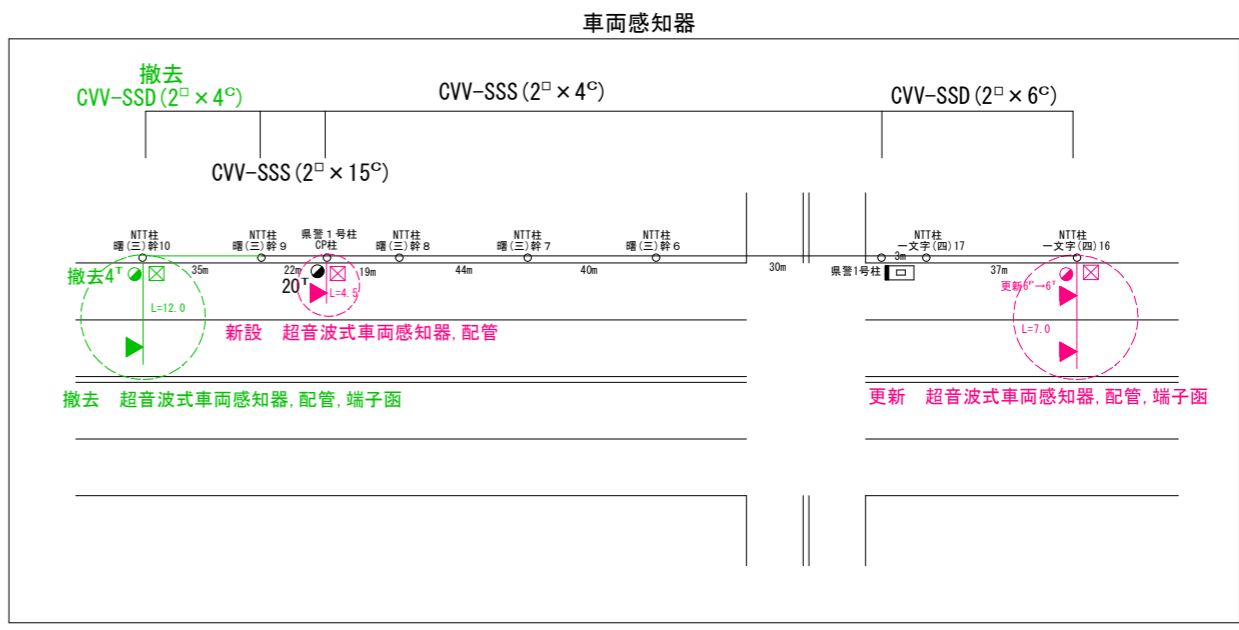 車両感知器
撤去
CVV-SSD(2□×4C)
CVV-SSS(2□×4C)
CVV-SSD(2□×6C)
CVV-SSS(2□×15C)
NTT柱
曙(三)幹10
NTT柱
曙(三)幹9
県警1号柱
CP柱
NTT柱
曙(三)幹8
NTT柱
曙(三)幹7
NTT柱
曙(三)幹6
NTT柱
一文字(四)17
NTT柱
一文字(四)16
撤去4T
35m
22m
19m
44m
40m
30m
県警1号柱
3m
37m
20T
L=4.5
更新6P→6T
L=12.0
L=7.0
新設 超音波式車両感知器,配管
撤去 超音波式車両感知器,配管,端子函
更新 超音波式車両感知器,配管,端子函